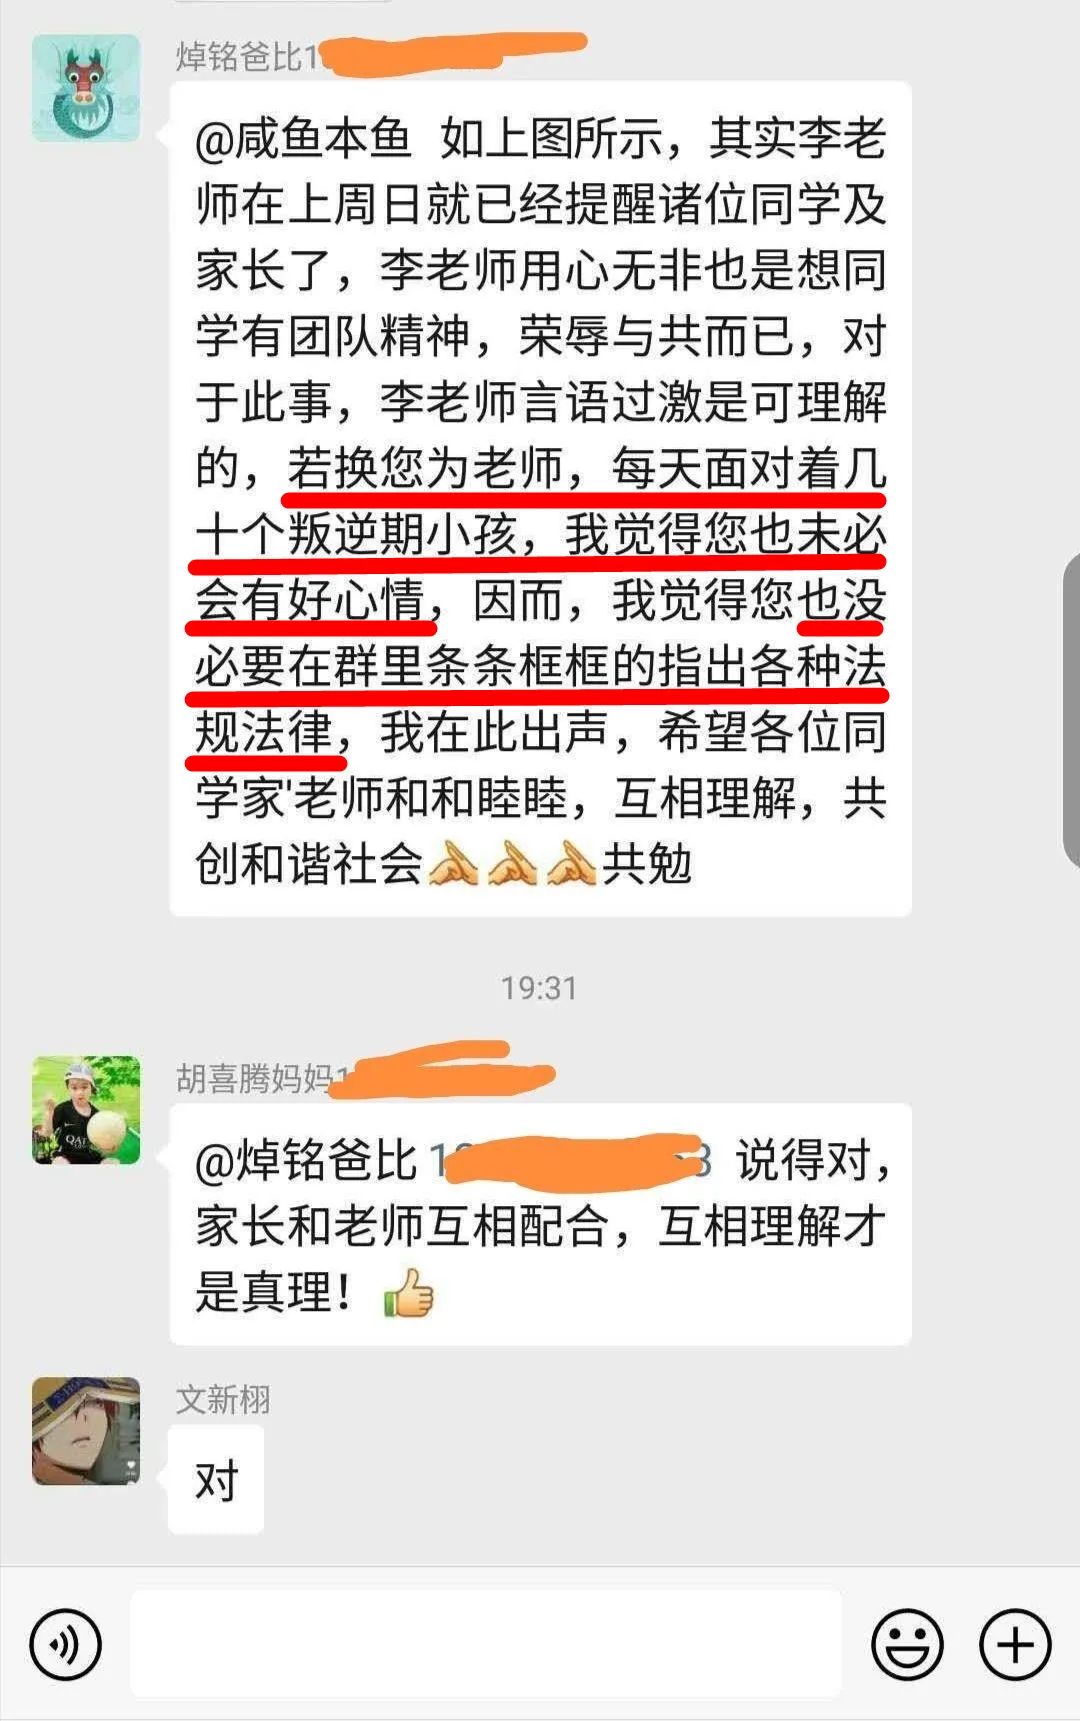 焯铭爸比1
@咸鱼本鱼 如上图所示，其实李老
师在上周日就已经提醒诸位同学及
家长了，李老师用心无非也是想同
学有团队精神，荣辱与共而已，对
于此事，李老师言语过激是可理解
的，若换您为老师，每天面对着几
十个叛逆期小孩，我觉得您也未必
会有好心情，因而，我觉得您也没
必要在群里条条框框的指出各种法
规法律，我在此出声，希望各位同
学家'老师和和睦睦，互相理解，共
创和谐社会共勉
19:31
胡喜腾妈妈1
@焯铭爸比 1 3 说得对，
家长和老师互相配合，互相理解才
是真理！
文新栩
对